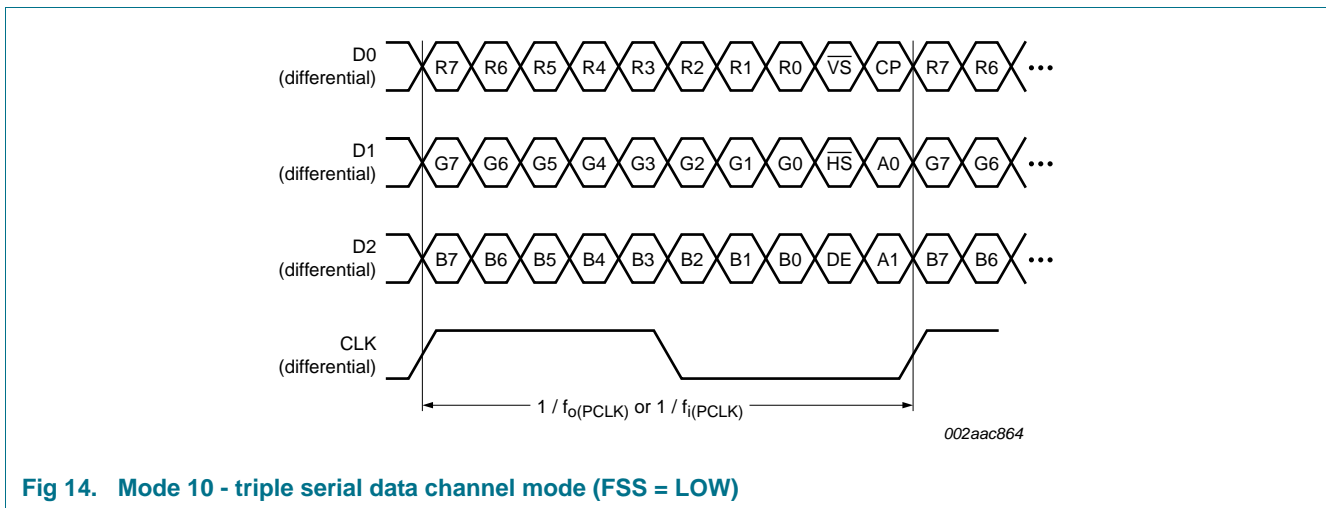 D0
(differential)
R7 R6 R5 R4 R3 R2 R1 R0 V̅S̅ CP R7 R6 •••
D1
(differential)
G7 G6 G5 G4 G3 G2 G1 G0 H̅S̅ A0 G7 G6 •••
D2
(differential)
B7 B6 B5 B4 B3 B2 B1 B0 DE A1 B7 B6 •••
CLK
(differential)
1 / fo(PCLK) or 1 / fi(PCLK)
002aac864
Fig 14. Mode 10 - triple serial data channel mode (FSS = LOW)